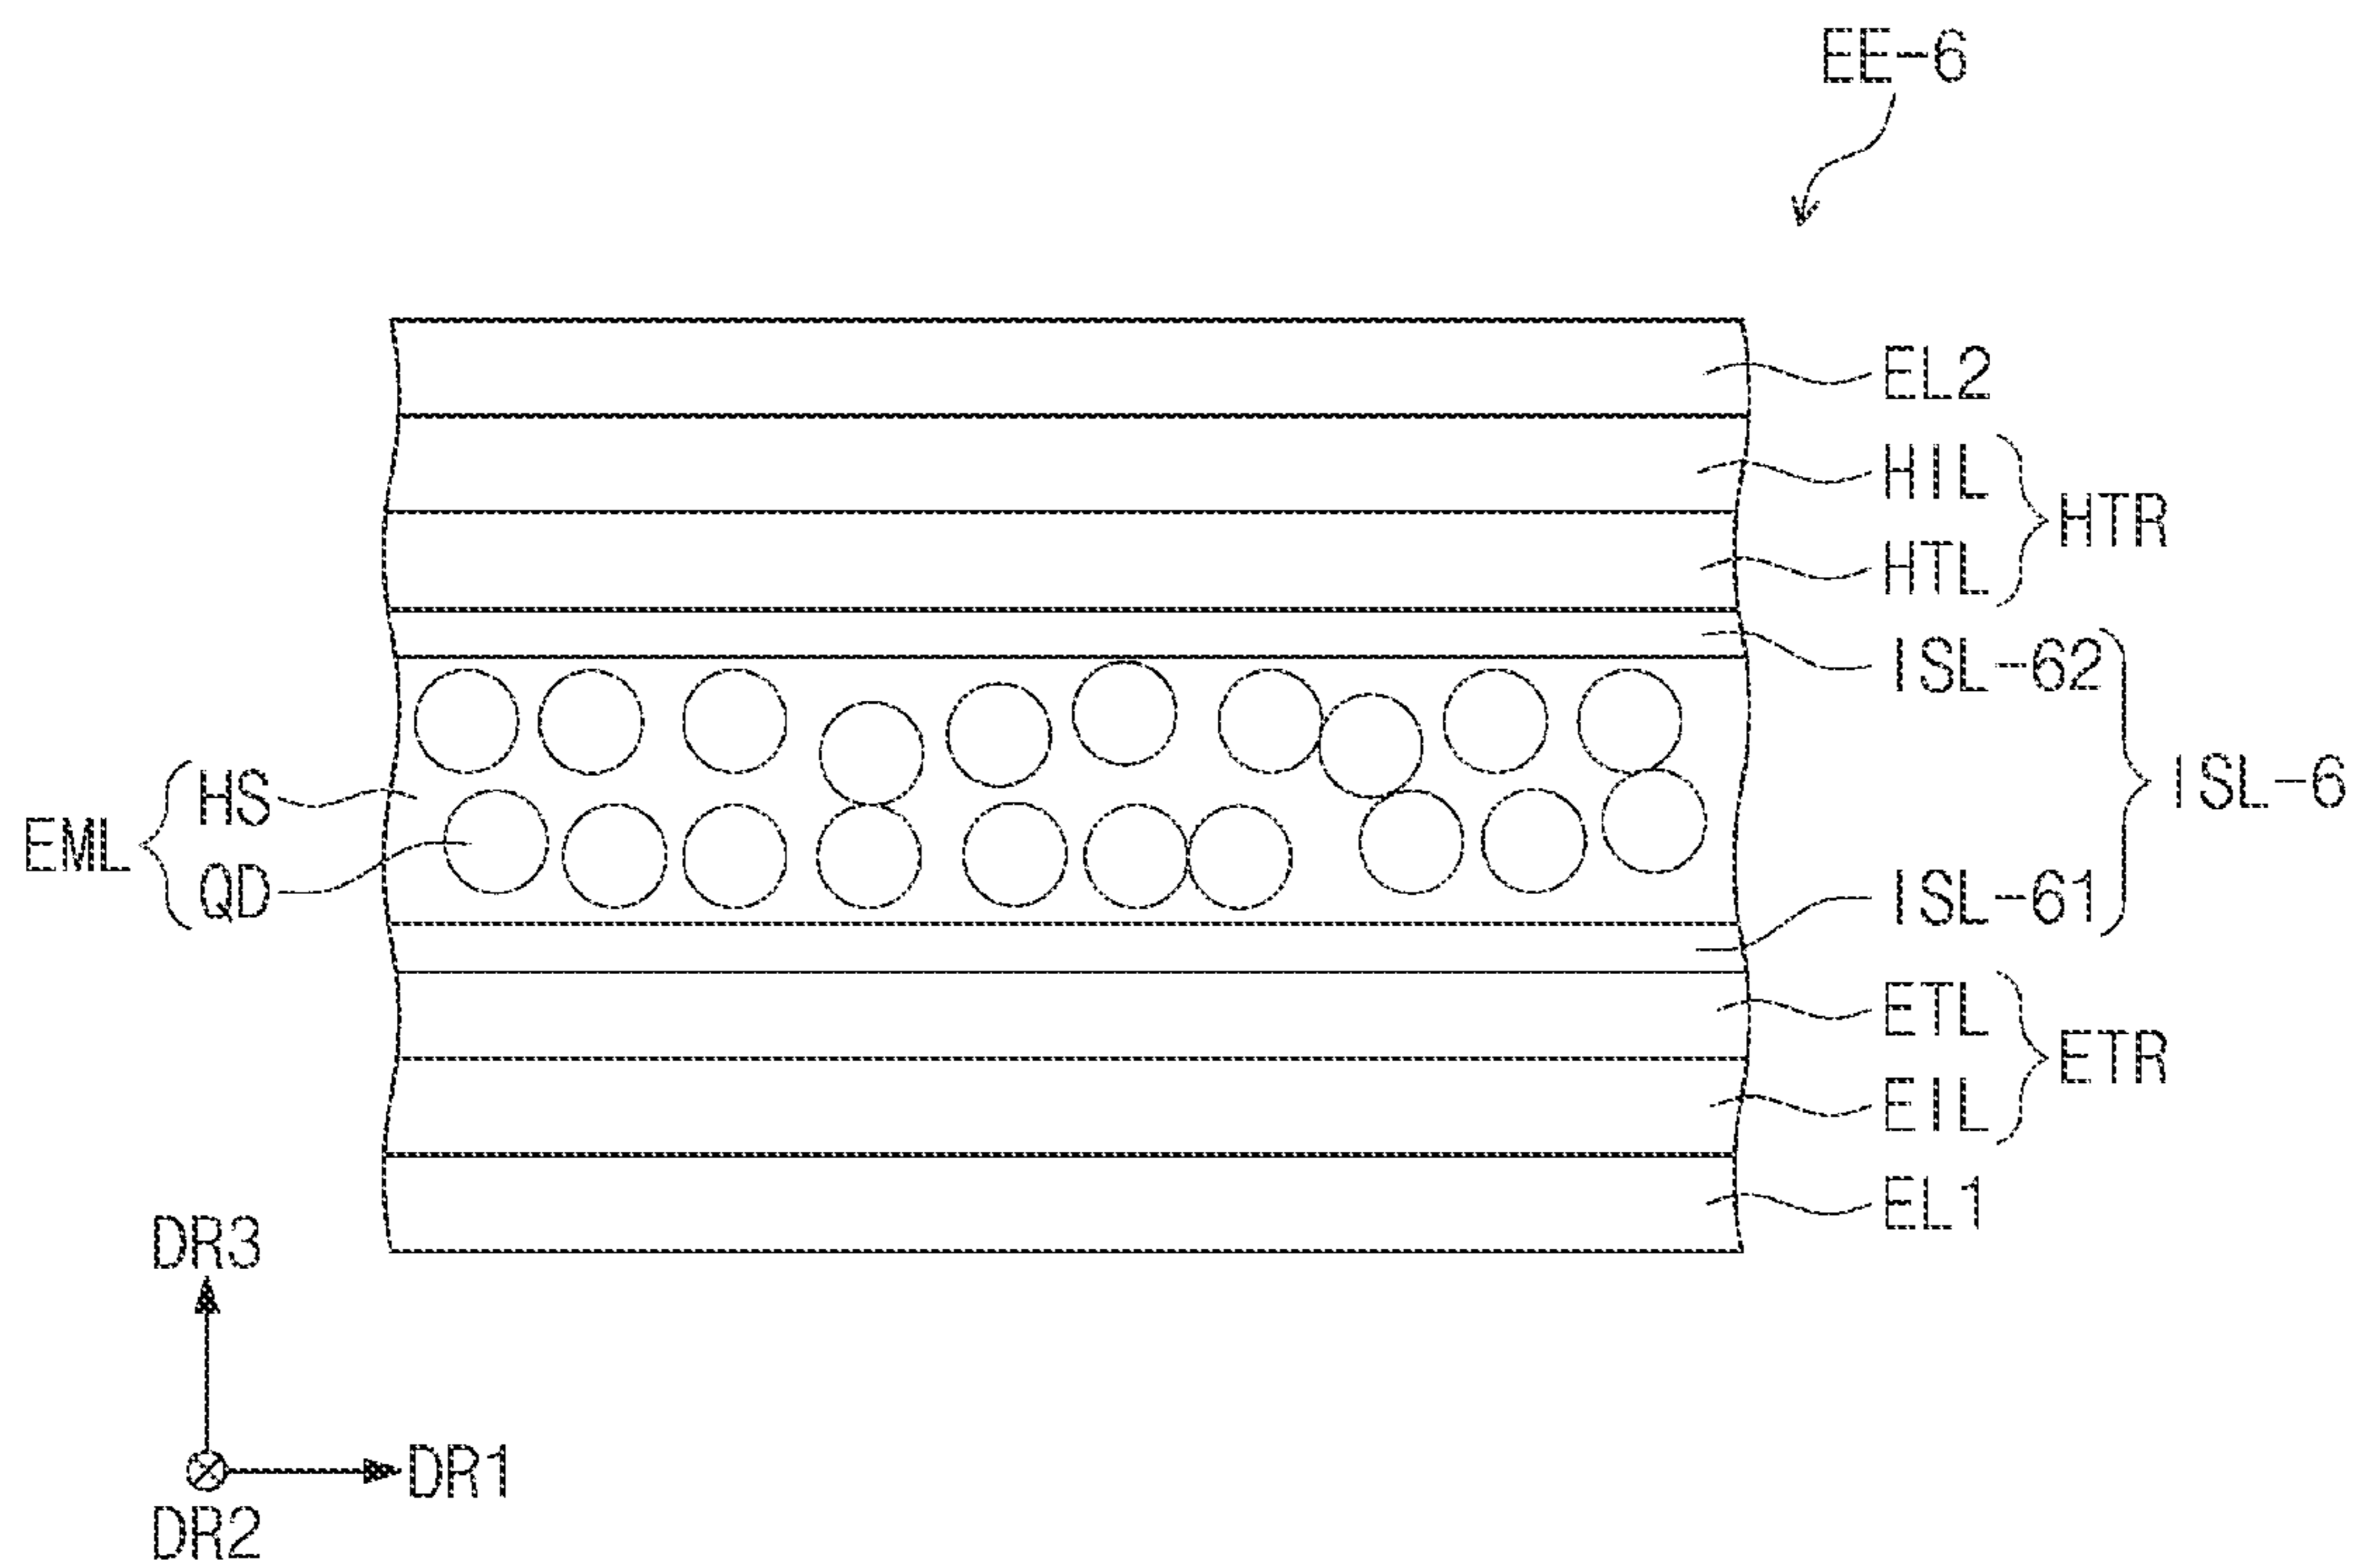 EE-6
EL2
HIL
HTR
HTL
ISL-62
HS
ISL-6
EML
QD
ISL-61
ETL
ETR
EIL
EL1
DR3
DR1
DR2